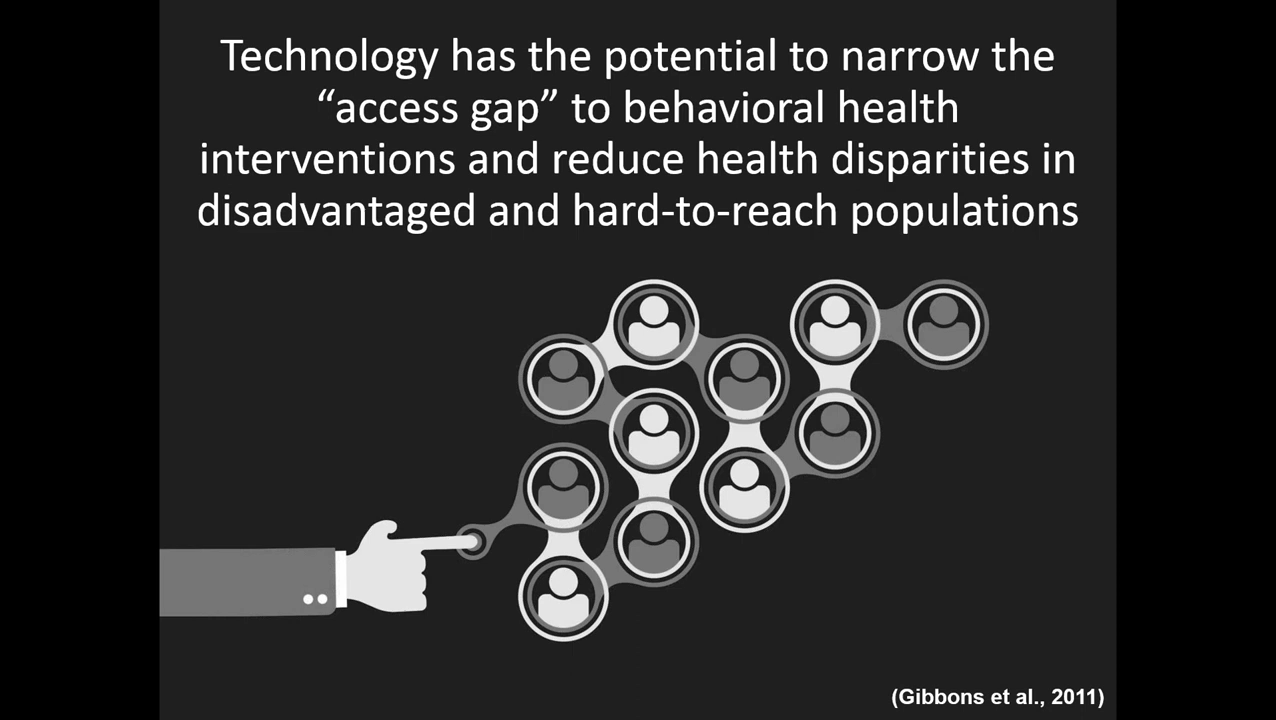 Technology has the potential to narrow the
“access gap” to behavioral health
interventions and reduce health disparities in
disadvantaged and hard-to-reach populations
(Gibbons et al., 2011)